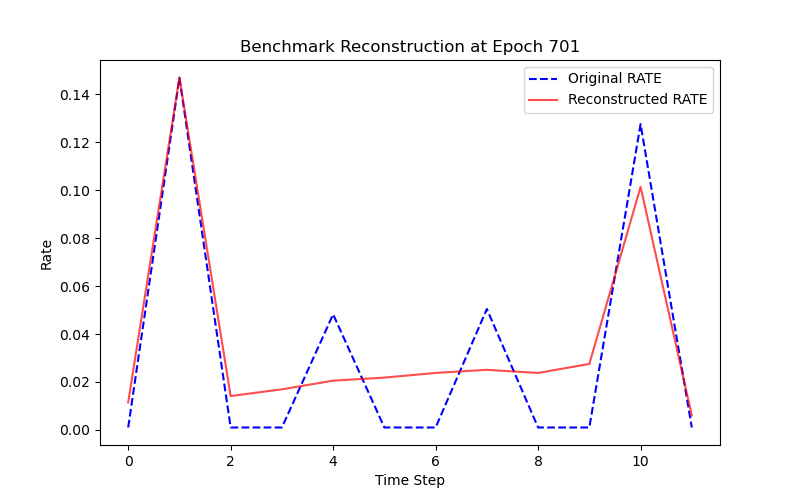 Benchmark Reconstruction at Epoch 701
Original RATE
Reconstructed RATE
0.14
0.12
0.10
0.08
0.06
0.04
0.02
0.00
Rate
0 2 4 6 8 10
Time Step